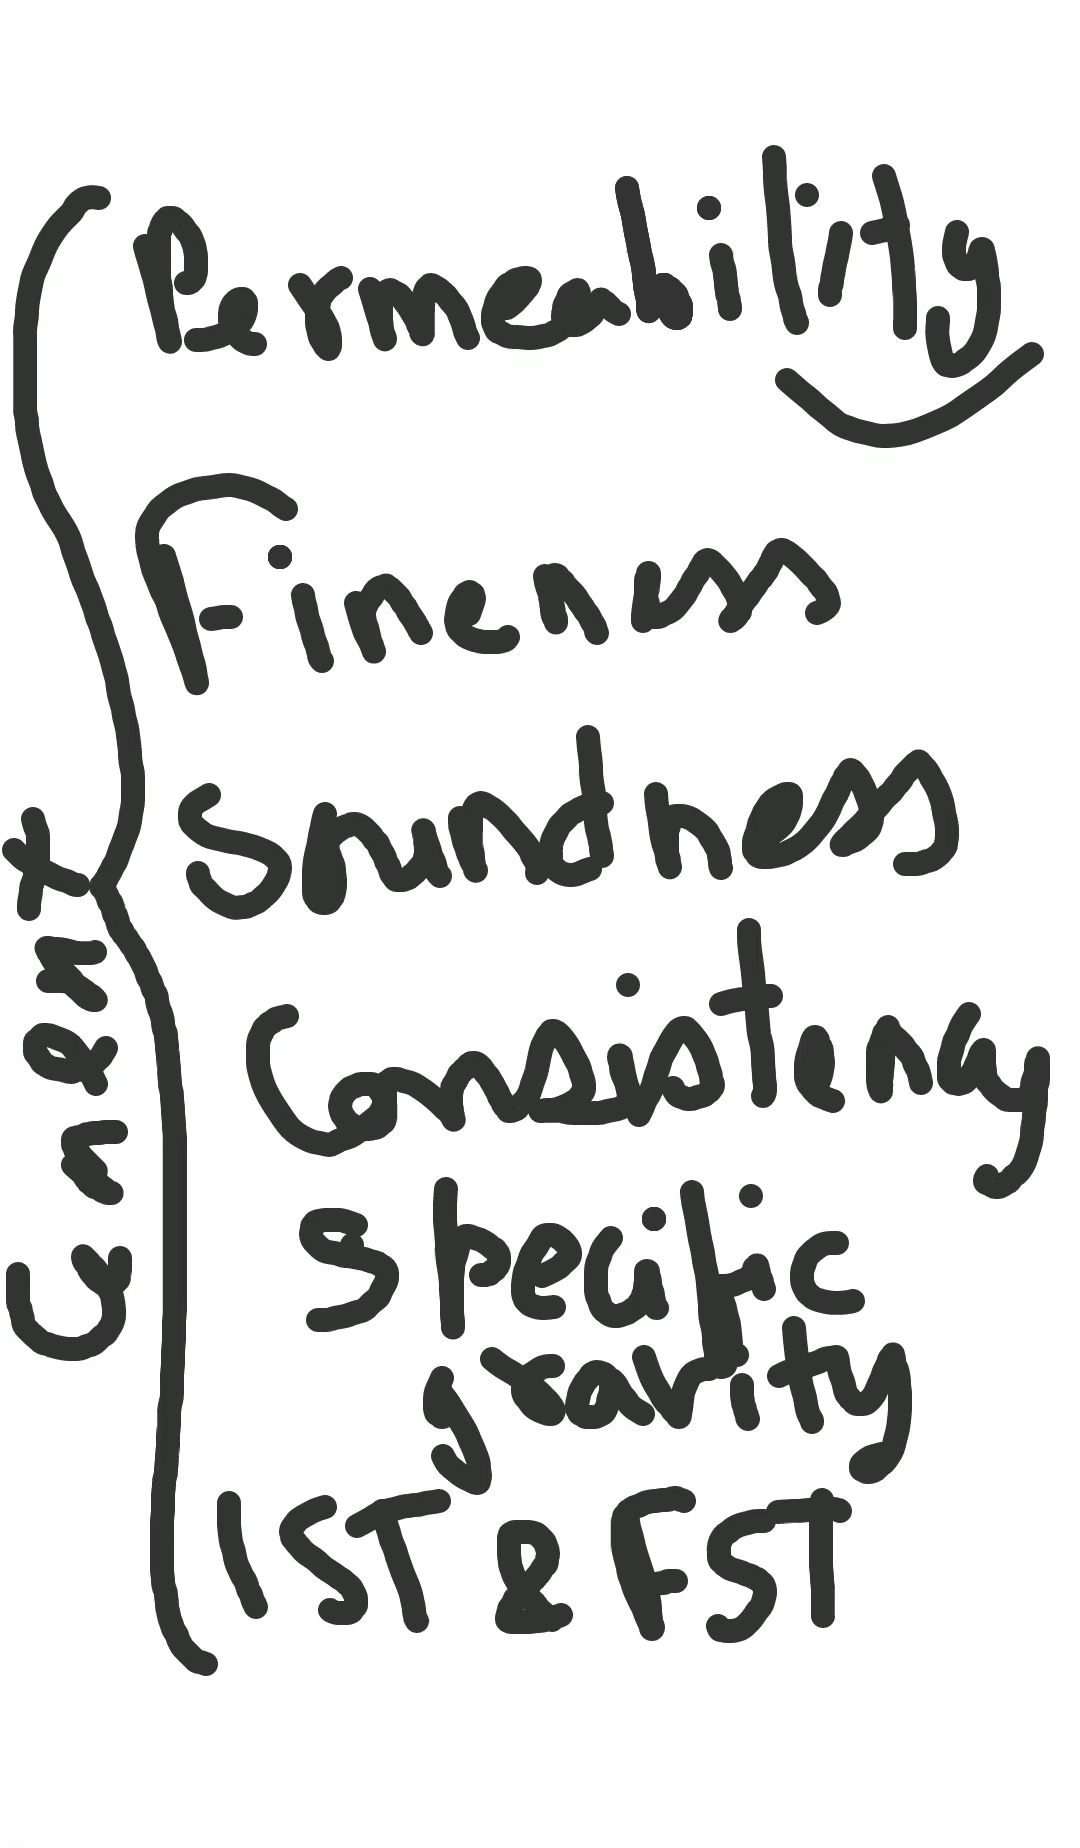 Permeability
Fineness
Soundness
Consistency
Specific
gravity
IST & FST
Cement